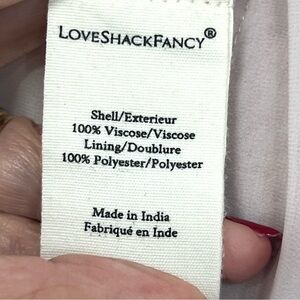 LoveShackFancy®
Shell/Exterieur
100% Viscose/Viscose
Lining/Doublure
100% Polyester/Polyester
Made in India
Fabriqué en Inde